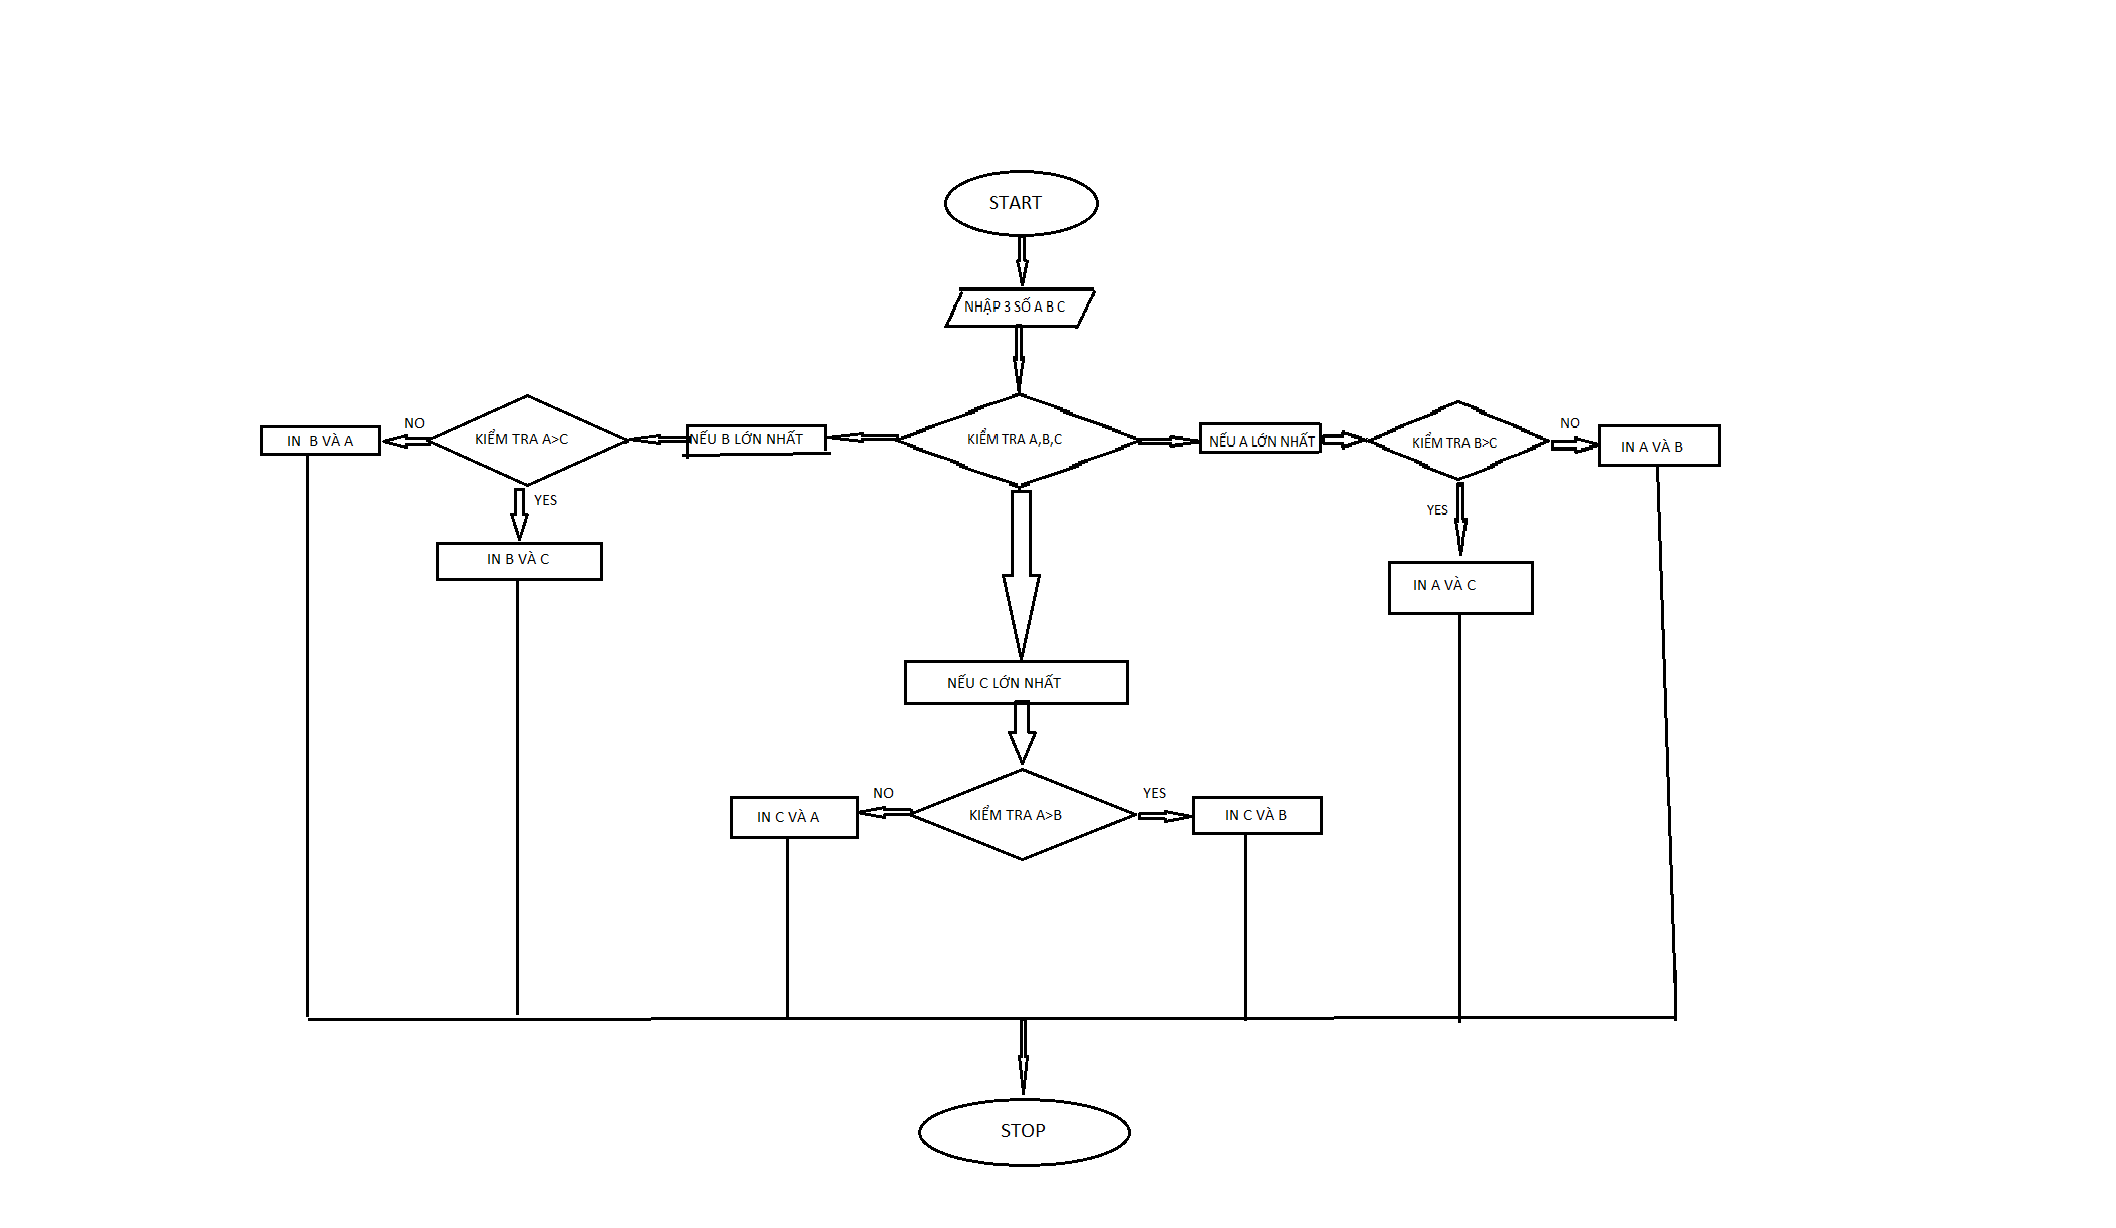 START
NHẬP 3 SỐ A B C
KIỂM TRA A,B,C
NẾU B LỚN NHẤT
KIỂM TRA A>C
NO
IN B VÀ A
YES
IN B VÀ C
NẾU A LỚN NHẤT
KIỂM TRA B>C
NO
IN A VÀ B
YES
IN A VÀ C
NẾU C LỚN NHẤT
KIỂM TRA A>B
NO
IN C VÀ A
YES
IN C VÀ B
STOP